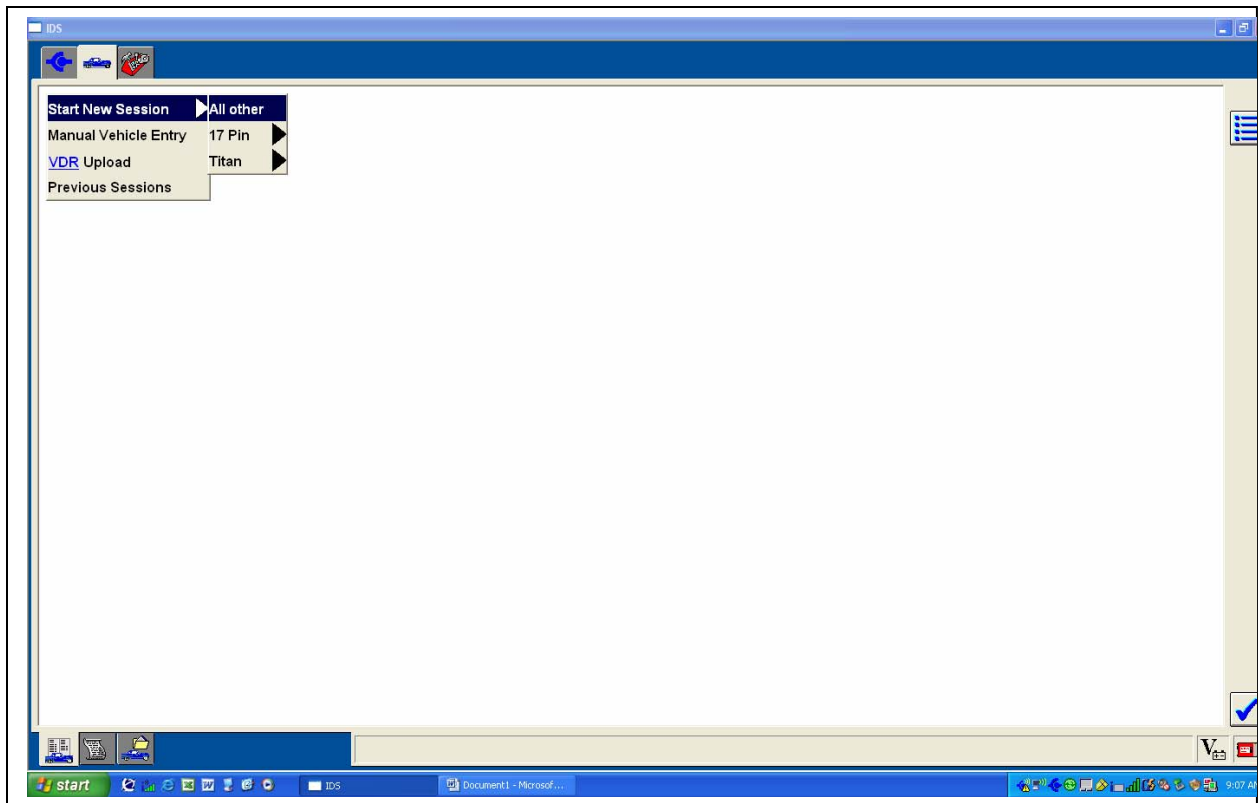 IDS
Start New Session All other
Manual Vehicle Entry 17 Pin
VDR Upload Titan
Previous Sessions
V
start IDS Document1 - Microsof... 9:07 AM